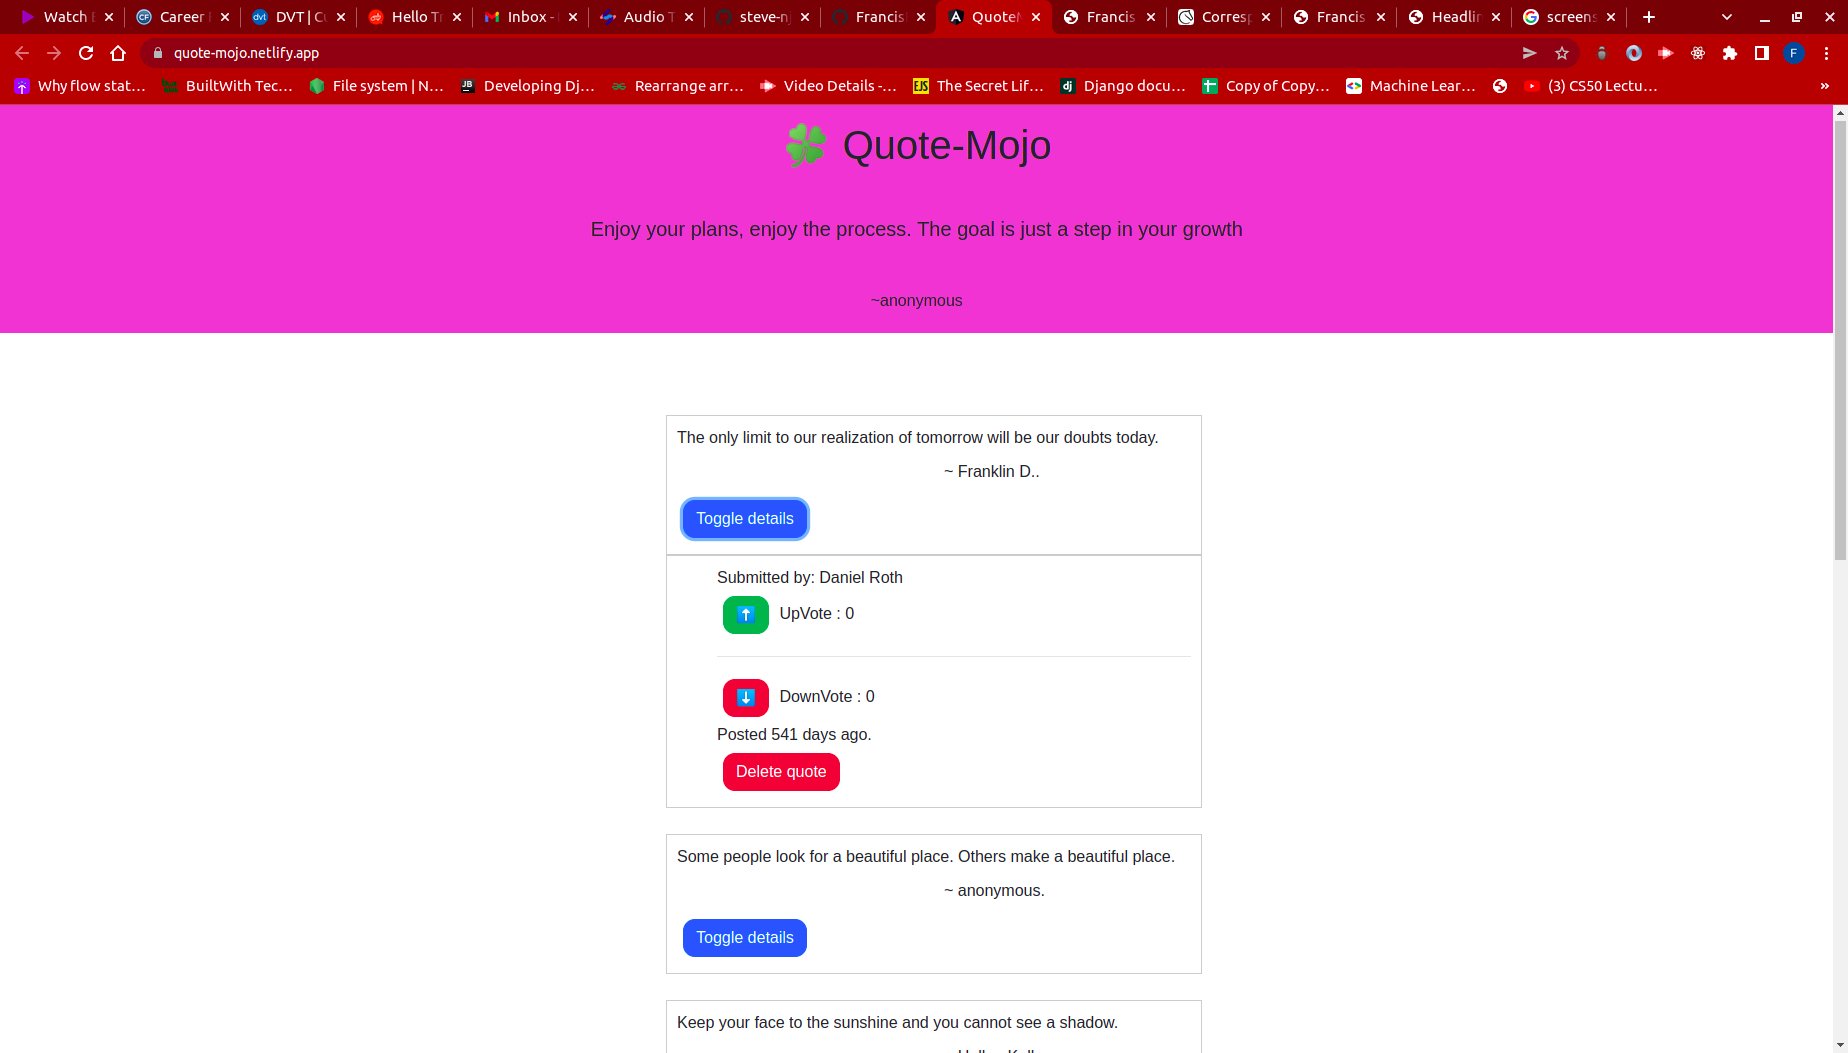 Watch
Career
DVT | C
Hello Tr
Inbox -
Audio T
steve-nj
Francis
QuoteM
Francis
Corresp
Francis
Headlin
screens
quote-mojo.netlify.app
F
Why flow stat...
BuiltWith Tec...
File system | N...
Developing Dj...
Rearrange arr...
Video Details -...
The Secret Lif...
Django docu...
Copy of Copy...
Machine Lear...
(3) CS50 Lectu...
»
Quote-Mojo
Enjoy your plans, enjoy the process. The goal is just a step in your growth
~anonymous
The only limit to our realization of tomorrow will be our doubts today.
~ Franklin D..
Toggle details
Submitted by: Daniel Roth
UpVote : 0
DownVote : 0
Posted 541 days ago.
Delete quote
Some people look for a beautiful place. Others make a beautiful place.
~ anonymous.
Toggle details
Keep your face to the sunshine and you cannot see a shadow.